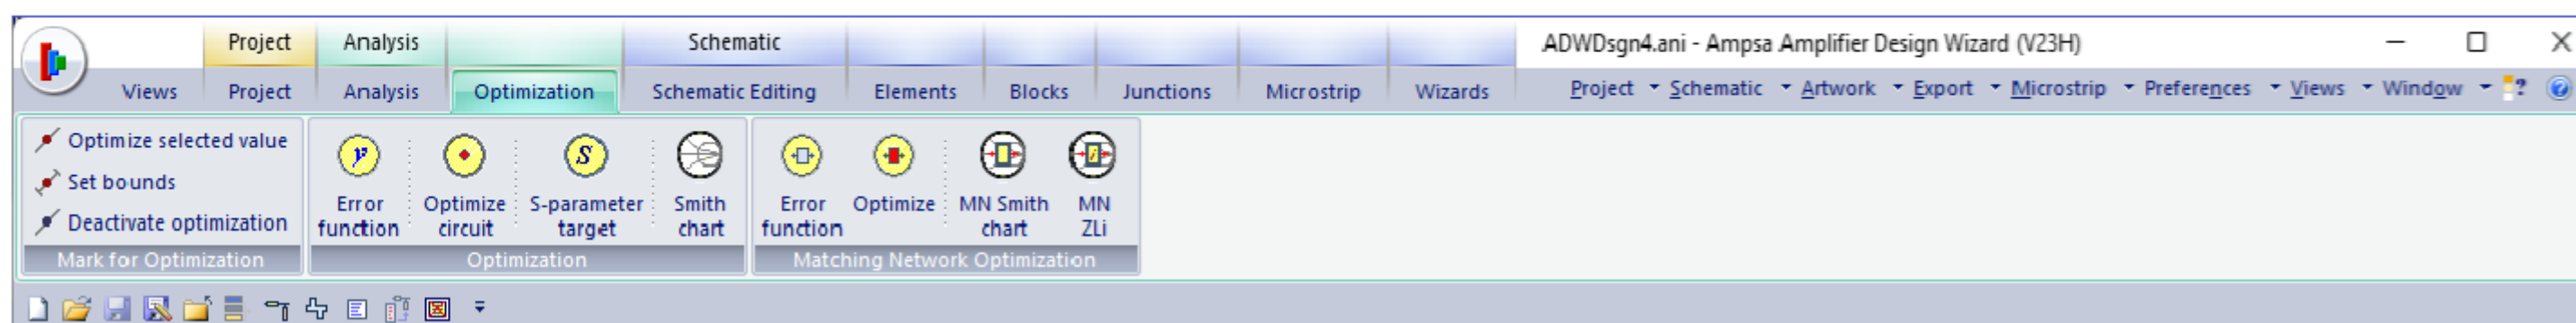 Project Analysis Schematic ADWDsgn4.ani - Ampsa Amplifier Design Wizard (V23H)
Views Project Analysis Optimization Schematic Editing Elements Blocks Junctions Microstrip Wizards Project Schematic Artwork Export Microstrip Preferences Views Window ? ?
Optimize selected value
Set bounds
Deactivate optimization
Mark for Optimization
y S
Error Optimize S-parameter Smith
function circuit target chart
Optimization
Error Optimize MN Smith MN
function chart ZLi
Matching Network Optimization